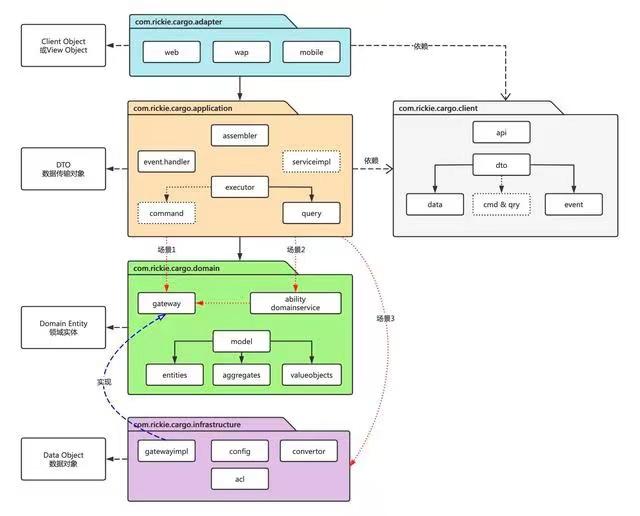 com.rickie.cargo.adapter
Client Object
或View Object
web
wap
mobile
依赖
com.rickie.cargo.application
assembler
DTO
数据传输对象
event.handler
serviceimpl
依赖
executor
command
query
com.rickie.cargo.client
api
dto
data
cmd & qry
event
场景1
场景2
com.rickie.cargo.domain
gateway
ability
domainservice
场景3
Domain Entity
领域实体
model
entities
aggregates
valueobjects
实现
com.rickie.cargo.infrastructure
Data Object
数据对象
gatewayimpl
config
convertor
acl